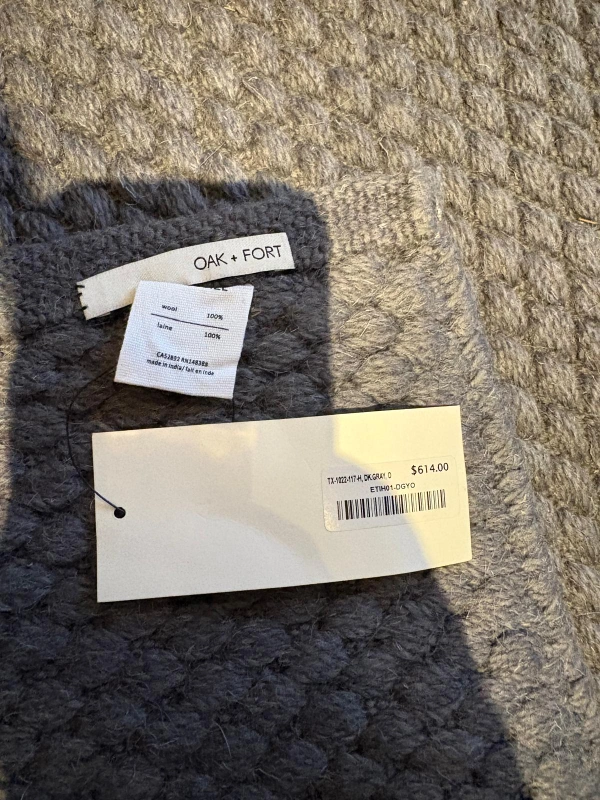 OAK + FORT
wool 100%
laine 100%
CA52832 RN148388
made in India/ fait en Inde
$614.00
TX-1022-117-H, DK.GRAY, O
ETIH01-DGYO